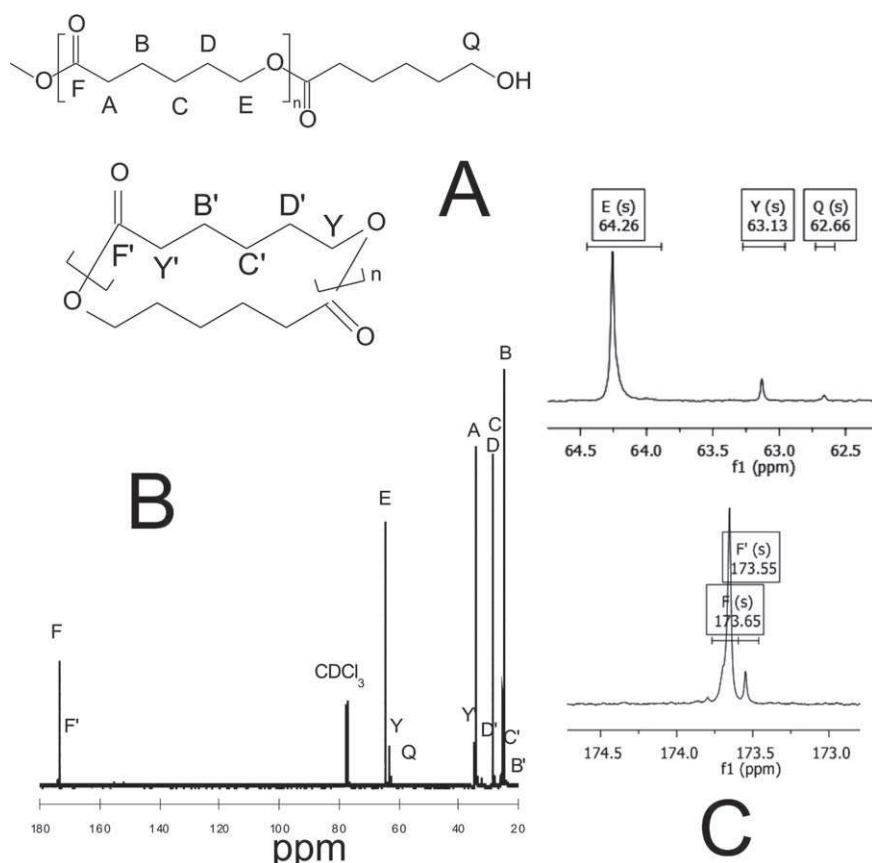 O
B
D
O
Q
O
F
A
C
E
n
O
OH
O
B'
D'
Y
O
F'
Y'
C'
n
O
O
A
E (s)
64.26
Y (s)
63.13
Q (s)
62.66
64.5 64.0 63.5 63.0 62.5
f1 (ppm)
B
B
C
A
D
E
F
CDCl3
F'
Y
Q
Y'
D'
C'
B'
180 160 140 120 100 80 60 40 20
ppm
F' (s)
173.55
F (s)
173.65
174.5 174.0 173.5 173.0
f1 (ppm)
C